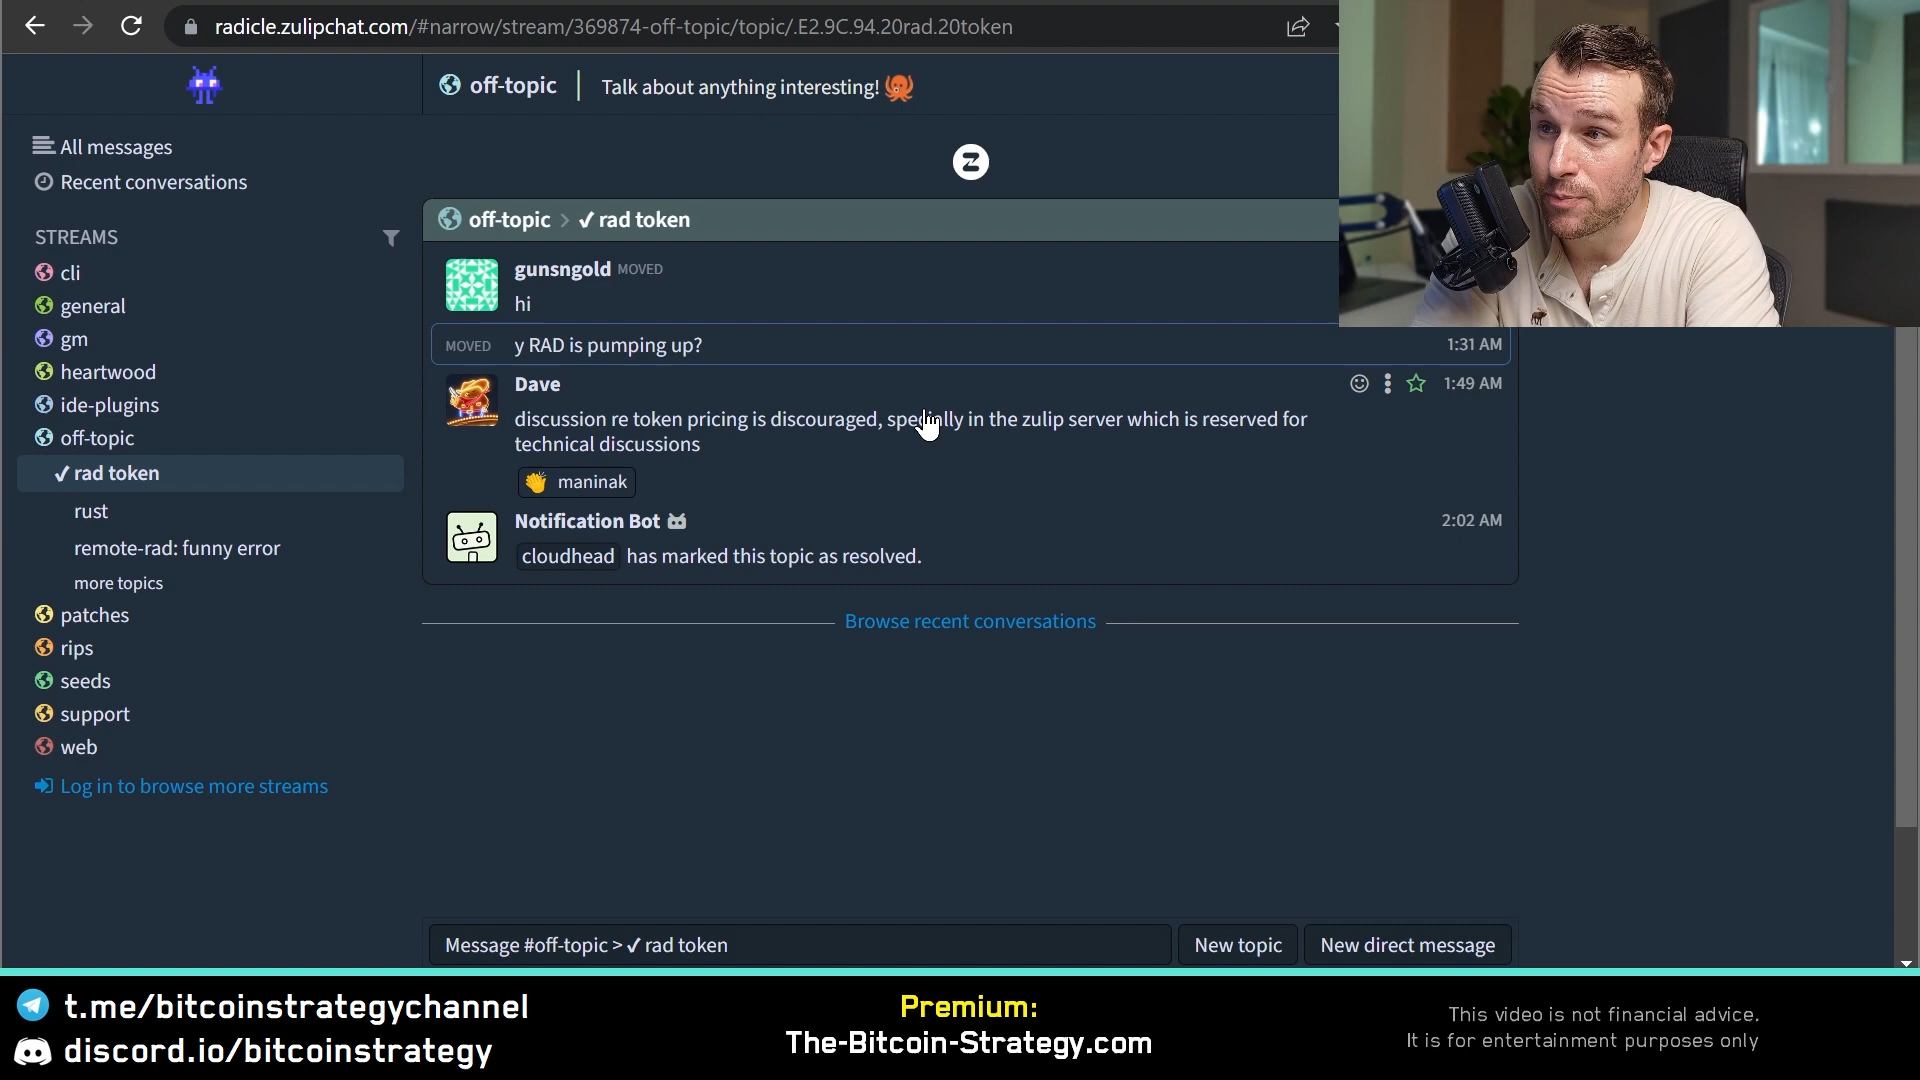 radicle.zulipchat.com/#narrow/stream/369874-off-topic/topic/.E2.9C.94.20rad.20token
off-topic | Talk about anything interesting! 🐙
All messages
Recent conversations
STREAMS
cli
general
gm
heartwood
ide-plugins
off-topic
✔ rad token
rust
remote-rad: funny error
more topics
patches
rips
seeds
support
web
Log in to browse more streams
Z
off-topic > ✔ rad token
gunsngold MOVED
hi
MOVED y RAD is pumping up? 1:31 AM
Dave 1:49 AM
discussion re token pricing is discouraged, specially in the zulip server which is reserved for
technical discussions
👏 maninak
Notification Bot 2:02 AM
cloudhead has marked this topic as resolved.
Browse recent conversations
Message #off-topic > ✔ rad token
New topic
New direct message
t.me/bitcoinstrategychannel
discord.io/bitcoinstrategy
Premium:
The-Bitcoin-Strategy.com
This video is not financial advice.
It is for entertainment purposes only